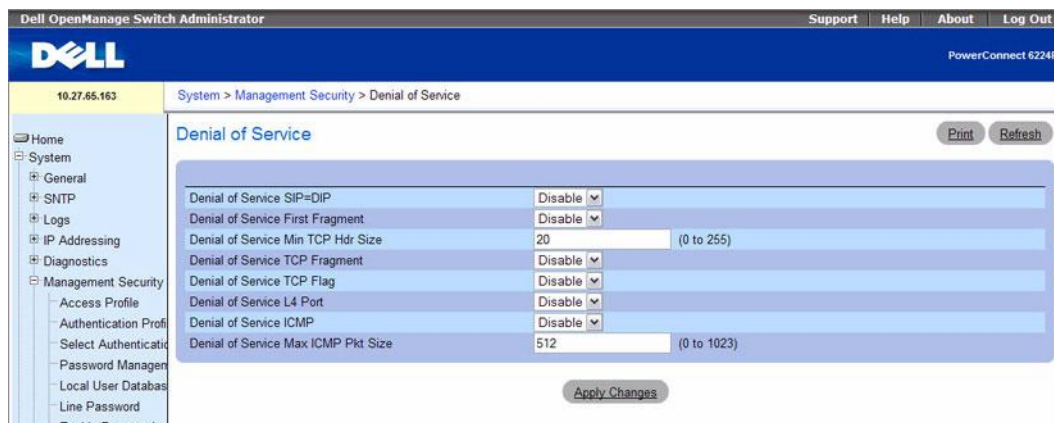 Dell OpenManage Switch Administrator
Support Help About Log Out
DELL
PowerConnect 6224F
10.27.65.163
System > Management Security > Denial of Service
Home
System
General
SNTP
Logs
IP Addressing
Diagnostics
Management Security
Access Profile
Authentication Profi
Select Authenticatio
Password Managem
Local User Databas
Line Password
Denial of Service
Print Refresh
Denial of Service SIP=DIP Disable
Denial of Service First Fragment Disable
Denial of Service Min TCP Hdr Size 20 (0 to 255)
Denial of Service TCP Fragment Disable
Denial of Service TCP Flag Disable
Denial of Service L4 Port Disable
Denial of Service ICMP Disable
Denial of Service Max ICMP Pkt Size 512 (0 to 1023)
Apply Changes